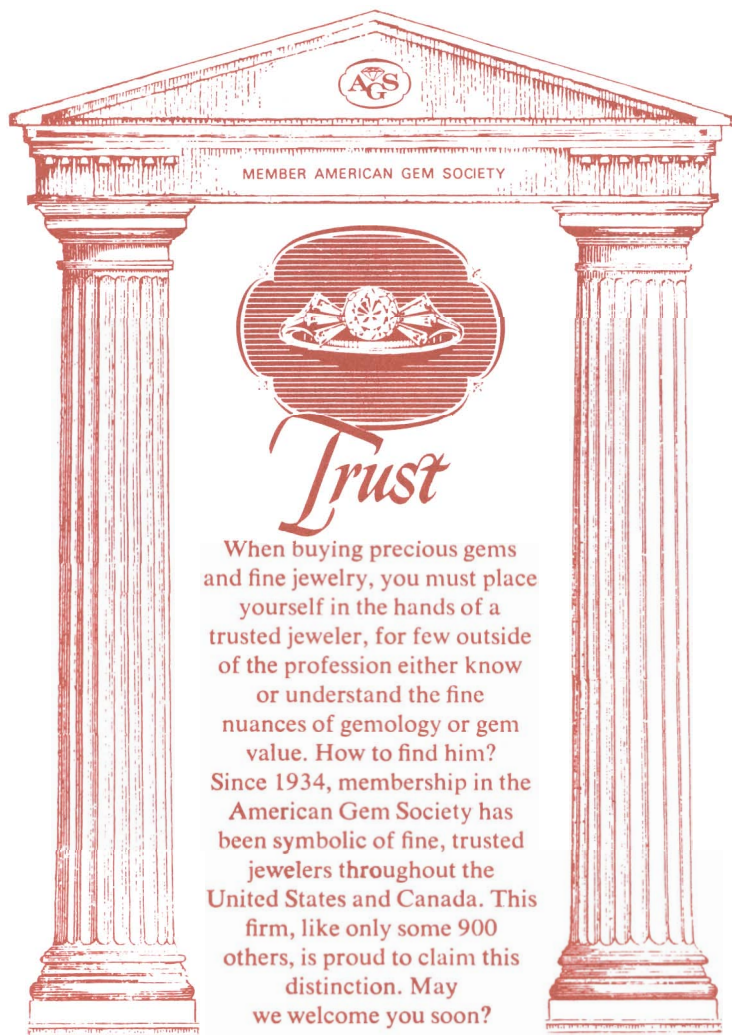 AGS
MEMBER AMERICAN GEM SOCIETY
Trust
When buying precious gems
and fine jewelry, you must place
yourself in the hands of a
trusted jeweler, for few outside
of the profession either know
or understand the fine
nuances of gemology or gem
value. How to find him?
Since 1934, membership in the
American Gem Society has
been symbolic of fine, trusted
jewelers throughout the
United States and Canada. This
firm, like only some 900
others, is proud to claim this
distinction. May
we welcome you soon?